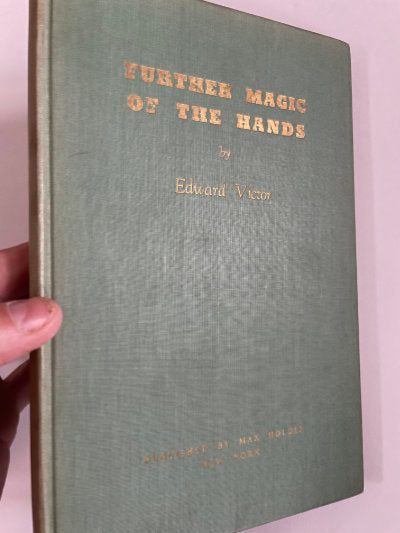 FURTHER MAGIC
OF THE HANDS
by
Edward Victor
PUBLISHED BY MAX HOLDEN
NEW YORK